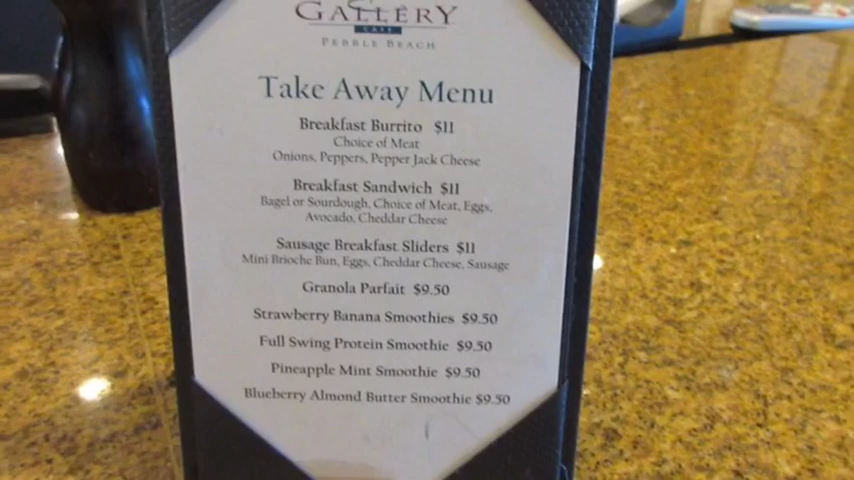 GALLERY
CAFE
PEBBLE BEACH
Take Away Menu
Breakfast Burrito $11
Choice of Meat
Onions, Peppers, Pepper Jack Cheese
Breakfast Sandwich $11
Bagel or Sourdough, Choice of Meat, Eggs,
Avocado, Cheddar Cheese
Sausage Breakfast Sliders $11
Mini Brioche Bun, Eggs, Cheddar Cheese, Sausage
Granola Parfait $9.50
Strawberry Banana Smoothies $9.50
Full Swing Protein Smoothie $9.50
Pineapple Mint Smoothie $9.50
Blueberry Almond Butter Smoothie $9.50